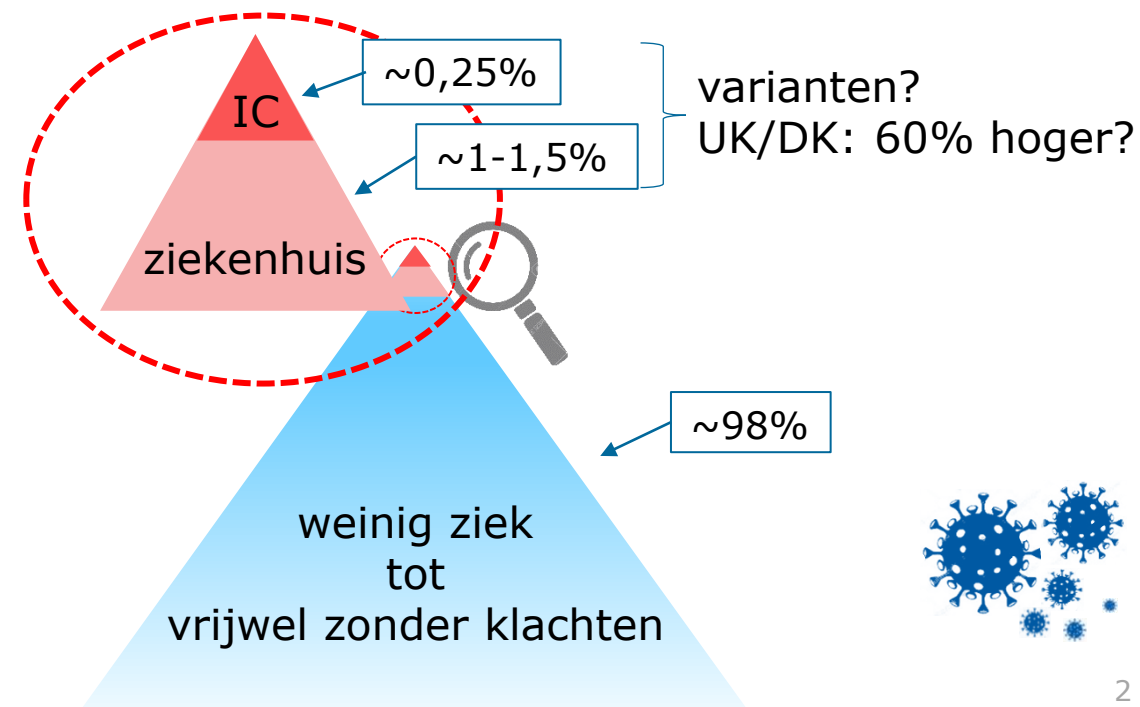 ~0,25%
IC
~1-1,5%
varianten?
UK/DK: 60% hoger?
ziekenhuis
~98%
weinig ziek
tot
vrijwel zonder klachten
2